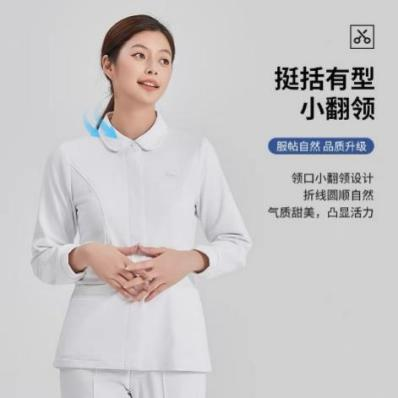 挺括有型
小翻领
服帖自然 品质升级
领口小翻领设计
折线圆顺自然
气质甜美，凸显活力